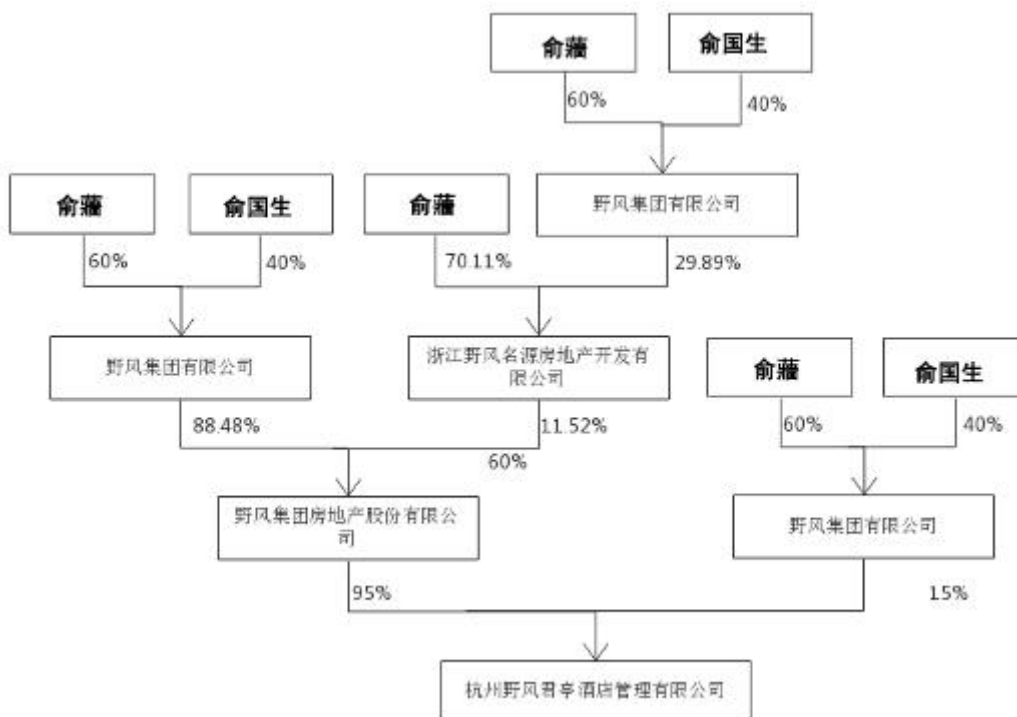 俞蘠
俞国生
60%
40%
俞蘠
俞国生
俞蘠
野风集团有限公司
60%
40%
70.11%
29.89%
野风集团有限公司
浙江野风名源房地产开发有
限公司
俞蘠
俞国生
88.48%
11.52%
60%
40%
60%
野风集团房地产股份有限公
司
野风集团有限公司
95%
15%
杭州野风君亭酒店管理有限公司